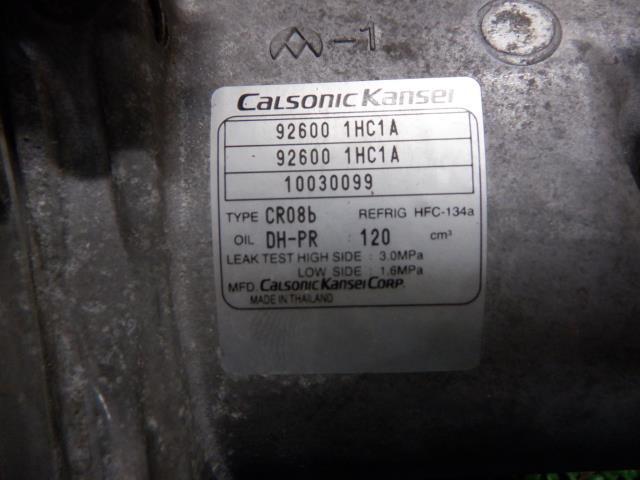 -1
Calsonic Kansei
92600 1HC1A
92600 1HC1A
10030099
TYPE CR08b REFRIG HFC-134a
OIL DH-PR : 120 cm³
LEAK TEST HIGH SIDE : 3.0MPa
LOW SIDE : 1.6MPa
MFD. Calsonic Kansei CORP.
MADE IN THAILAND